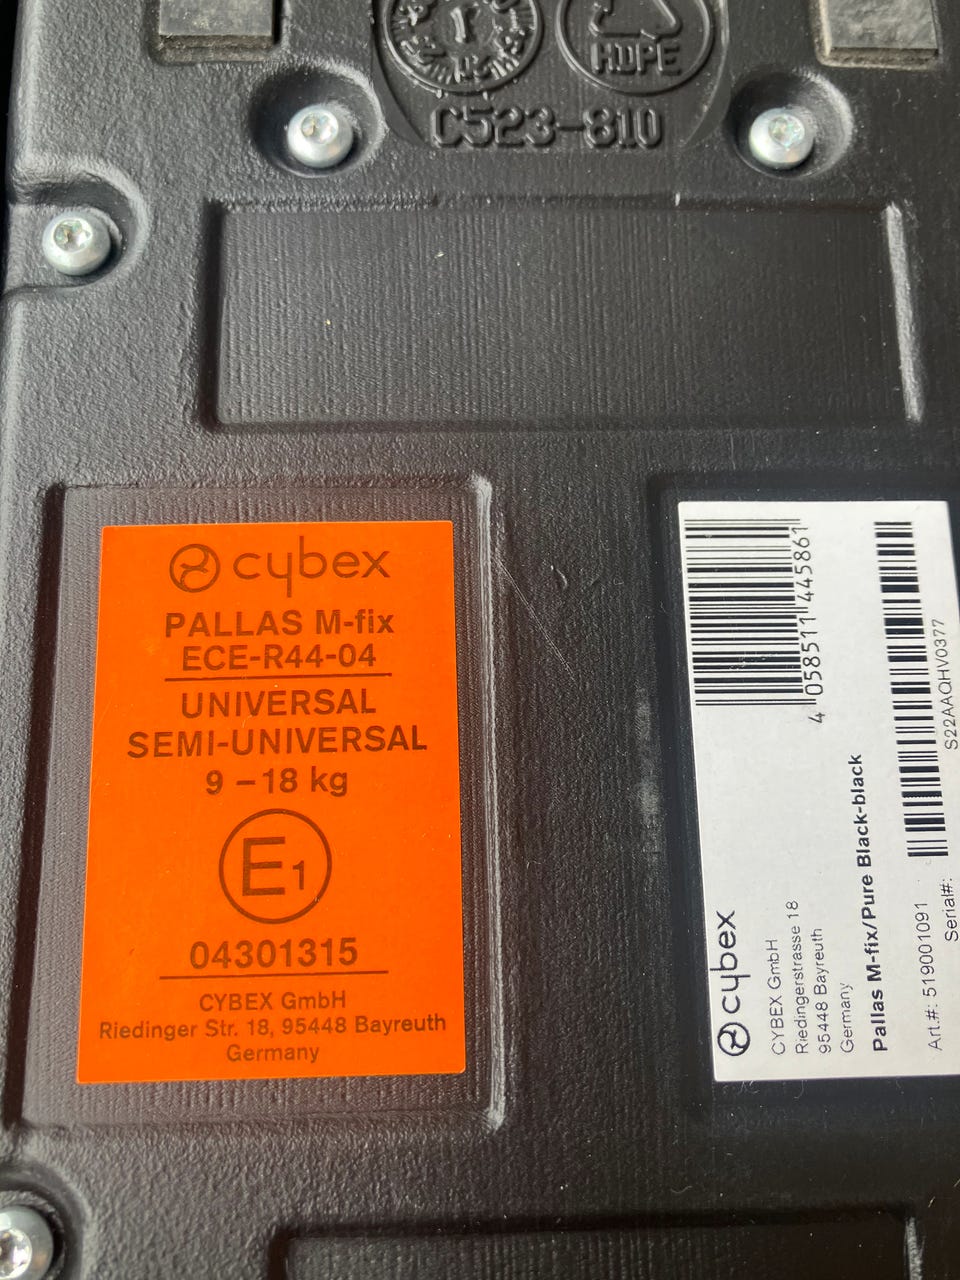 HDPE
C523-810
cybex
PALLAS M-fix
ECE-R44-04
UNIVERSAL
SEMI-UNIVERSAL
9 – 18 kg
E1
04301315
CYBEX GmbH
Riedinger Str. 18, 95448 Bayreuth
Germany
cybex
CYBEX GmbH
Riedingerstrasse 18
95448 Bayreuth
Germany
Pallas M-fix/Pure Black-black
Art.#: 519001091
Serial#:
S22AAQHV0377
4 058511 445861